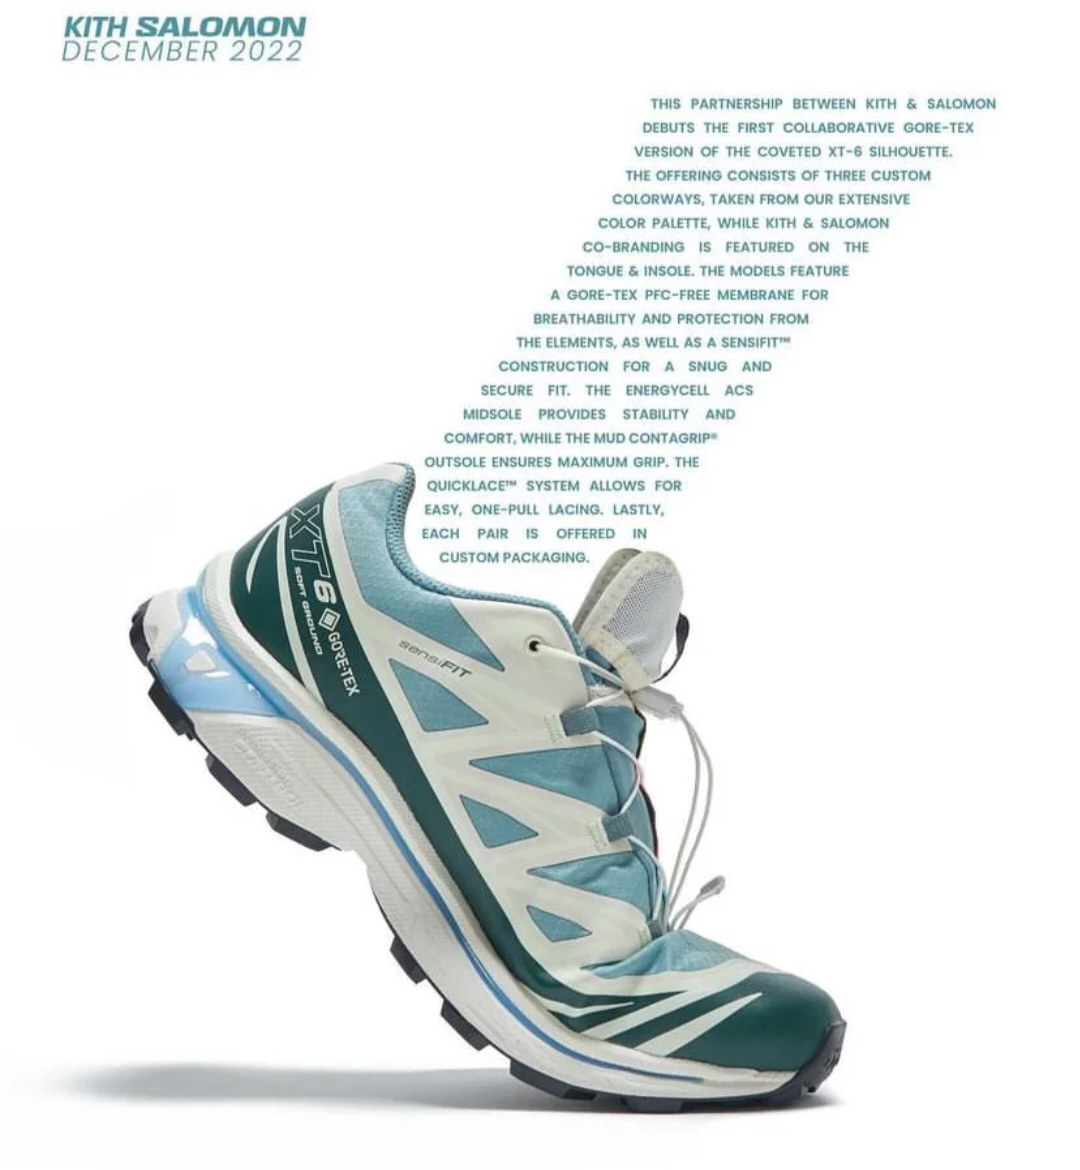 KITH SALOMON
DECEMBER 2022
THIS PARTNERSHIP BETWEEN KITH & SALOMON
DEBUTS THE FIRST COLLABORATIVE GORE-TEX
VERSION OF THE COVETED XT-6 SILHOUETTE.
THE OFFERING CONSISTS OF THREE CUSTOM
COLORWAYS, TAKEN FROM OUR EXTENSIVE
COLOR PALETTE, WHILE KITH & SALOMON
CO-BRANDING IS FEATURED ON THE
TONGUE & INSOLE. THE MODELS FEATURE
A GORE-TEX PFC-FREE MEMBRANE FOR
BREATHABILITY AND PROTECTION FROM
THE ELEMENTS, AS WELL AS A SENSIFIT™
CONSTRUCTION FOR A SNUG AND
SECURE FIT. THE ENERGYCELL ACS
MIDSOLE PROVIDES STABILITY AND
COMFORT, WHILE THE MUD CONTAGRIP®
OUTSOLE ENSURES MAXIMUM GRIP. THE
QUICKLACE™ SYSTEM ALLOWS FOR
EASY, ONE-PULL LACING. LASTLY,
EACH PAIR IS OFFERED IN
CUSTOM PACKAGING.
XT6
SOFT GROUND
GORE-TEX
sensiFIT